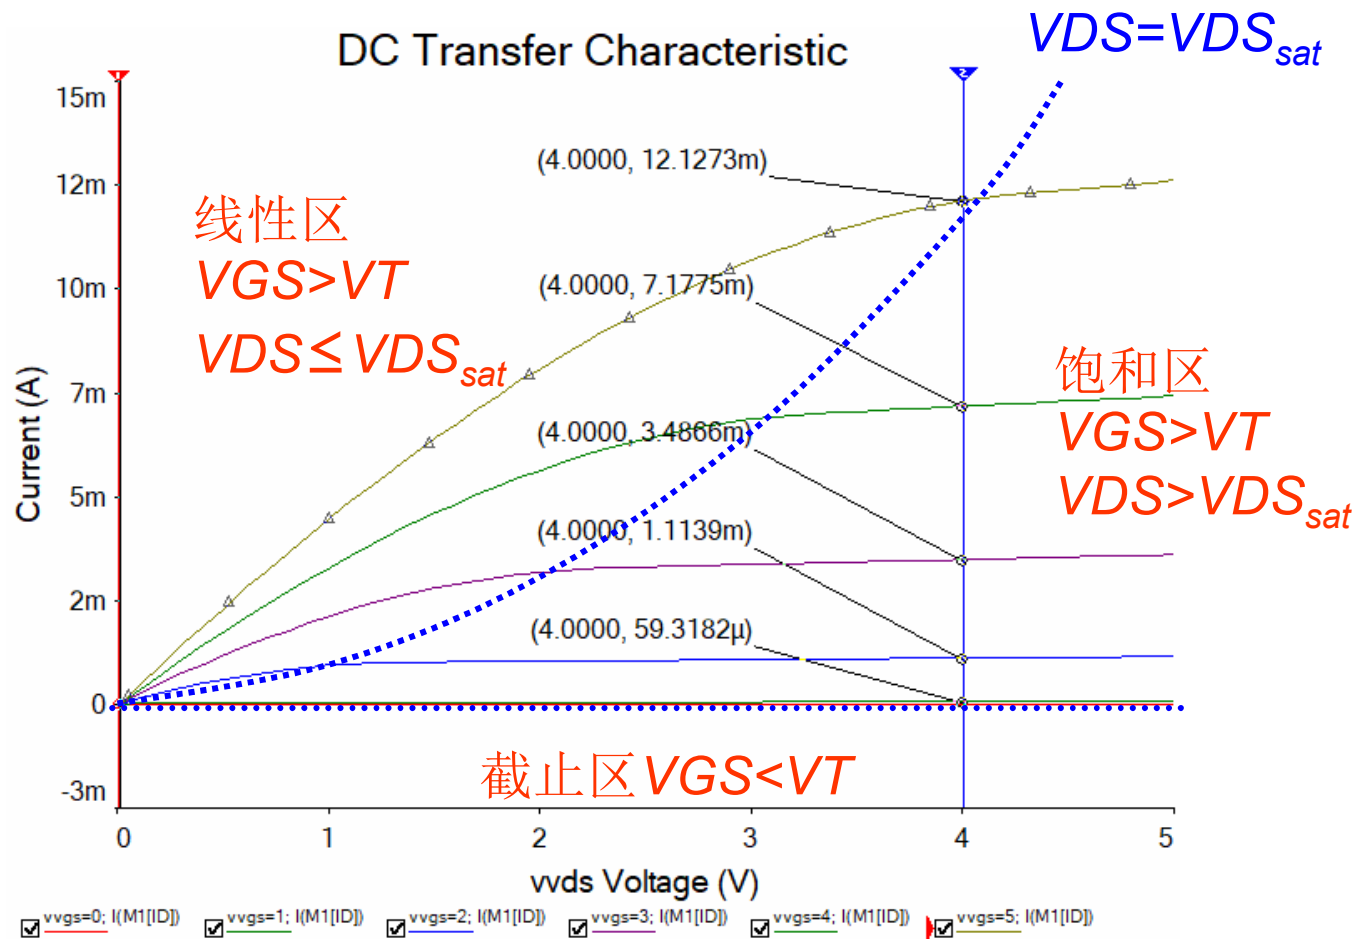 DC Transfer Characteristic
VDS=VDSsat
1
2
15m
12m
10m
7m
5m
2m
0
-3m
Current (A)
(4.0000, 12.1273m)
线性区
VGS>VT
VDS≤VDSsat
(4.0000, 7.1775m)
饱和区
VGS>VT
VDS>VDSsat
(4.0000, 3.4866m)
(4.0000, 1.1139m)
(4.0000, 59.3182µ)
截止区VGS<VT
0 1 2 3 4 5
vvds Voltage (V)
vvgs=0; I(M1[ID]) vvgs=1; I(M1[ID]) vvgs=2; I(M1[ID]) vvgs=3; I(M1[ID]) vvgs=4; I(M1[ID]) vvgs=5; I(M1[ID])